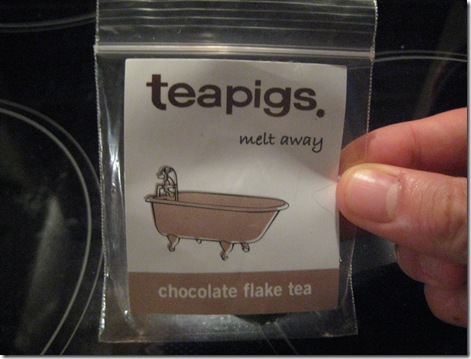 teapigs.
melt away
chocolate flake tea